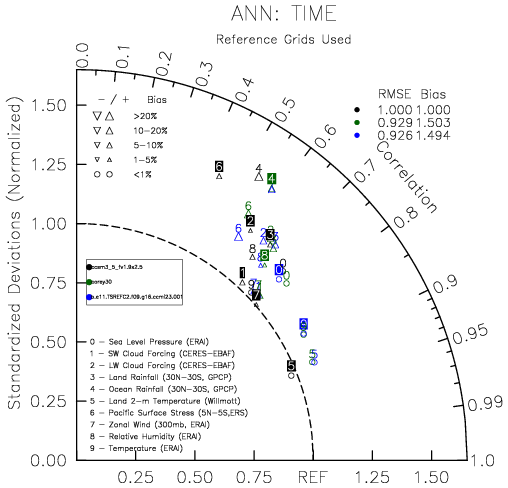 ANN: TIME
Reference Grids Used
− / + Bias
>20%
10−20%
5−10%
1−5%
<1%
RMSE Bias
1.000 1.000
0.929 1.503
0.926 1.494
Correlation
0.0
0.1
0.2
0.3
0.4
0.5
0.6
0.7
0.8
0.9
0.95
0.99
1.0
Standardized Deviations (Normalized)
1.50
1.25
1.00
0.75
0.50
0.25
0.00
0.25
0.50
0.75
REF
1.25
1.50
0 − Sea Level Pressure (ERAI)
1 − SW Cloud Forcing (CERES−EBAF)
2 − LW Cloud Forcing (CERES−EBAF)
3 − Land Rainfall (30N−30S, GPCP)
4 − Ocean Rainfall (30N−30S, GPCP)
5 − Land 2−m Temperature (Willmott)
6 − Pacific Surface Stress (5N−5S,ERS)
7 − Zonal Wind (300mb, ERAI)
8 − Relative Humidity (ERAI)
9 − Temperature (ERAI)